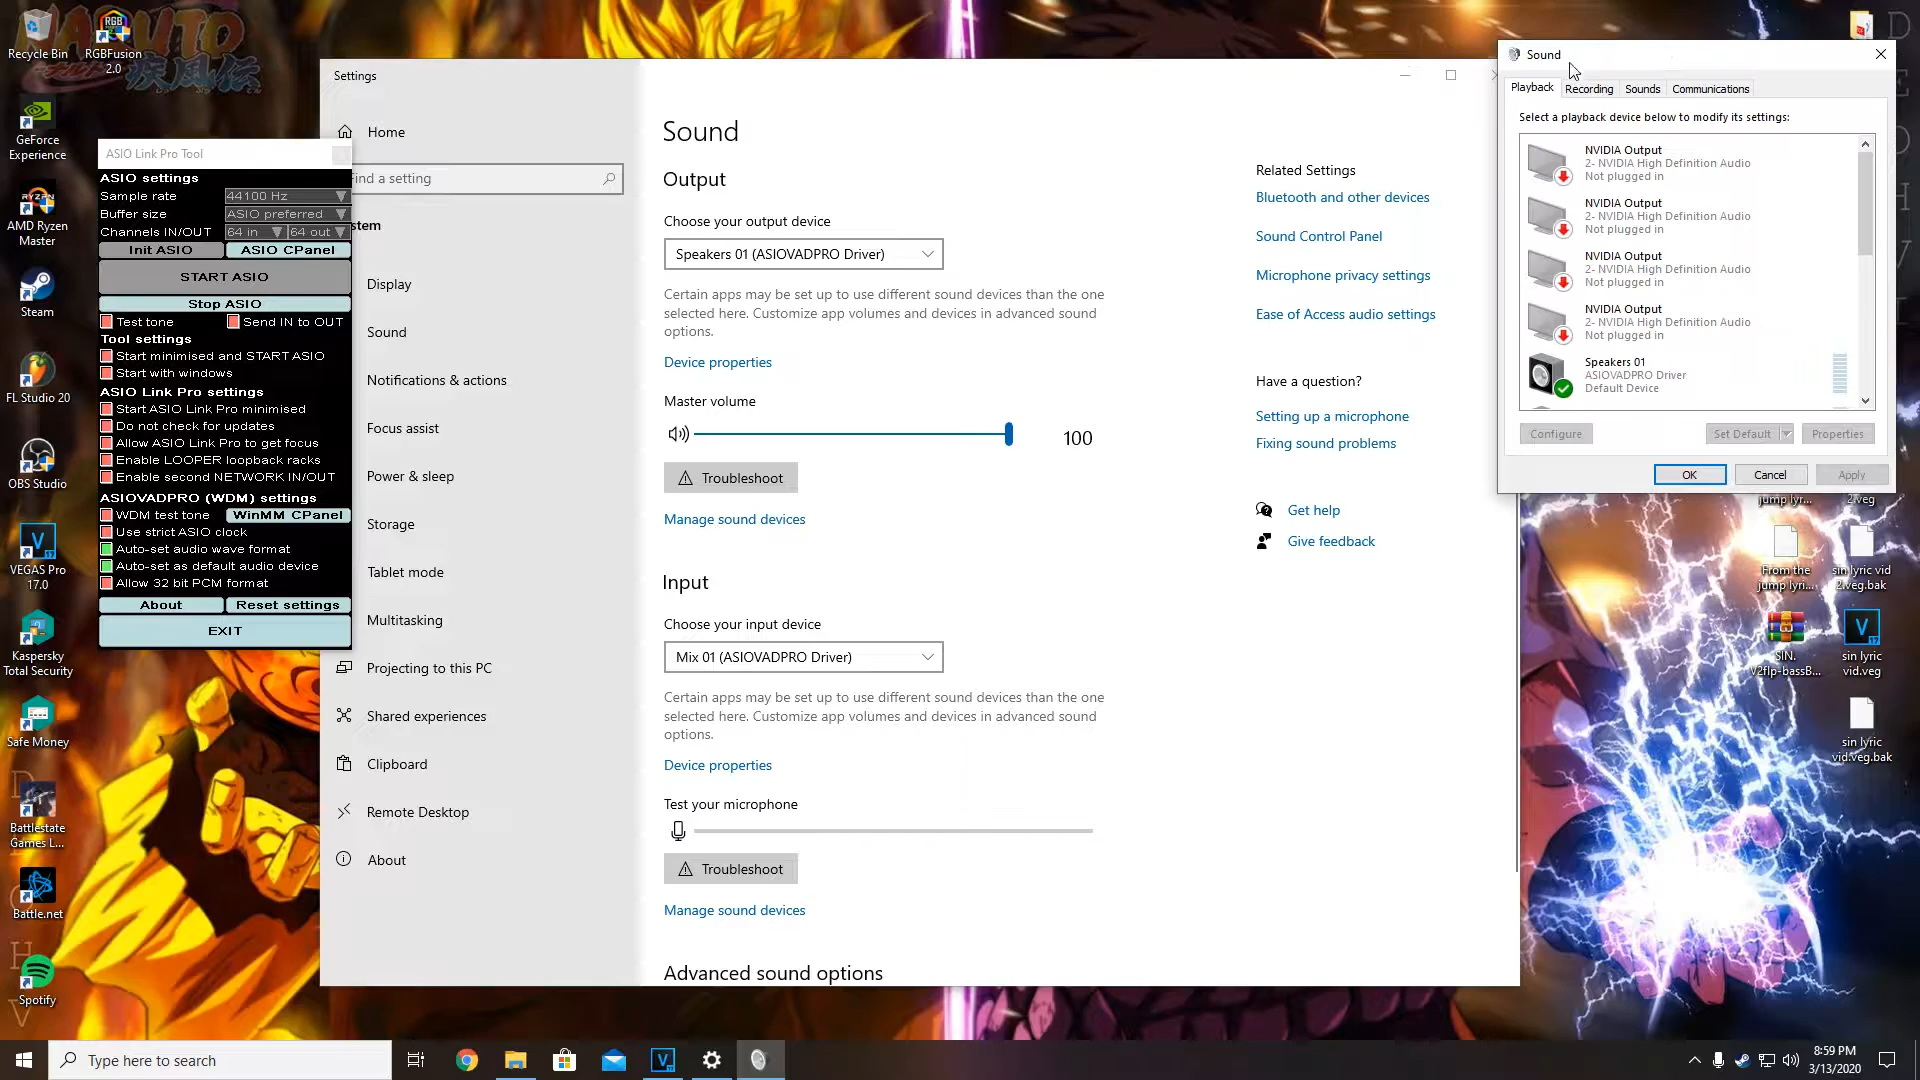 Recycle Bin
RGBFusion
2.0
GeForce
Experience
AMD Ryzen
Master
Steam
FL Studio 20
OBS Studio
VEGAS Pro
17.0
Kaspersky
Total Security
Safe Money
Battlestate
Games L...
Battle.net
Spotify
ASIO Link Pro Tool
ASIO settings
Sample rate 44100 Hz
Buffer size ASIO preferred
Channels IN/OUT 64 in 64 out
Init ASIO ASIO CPanel
START ASIO
Stop ASIO
Test tone Send IN to OUT
Tool settings
Start minimised and START ASIO
Start with windows
ASIO Link Pro settings
Start ASIO Link Pro minimised
Do not check for updates
Allow ASIO Link Pro to get focus
Enable LOOPER loopback racks
Enable second NETWORK IN/OUT
ASIOVADPRO (WDM) settings
WDM test tone WinMM CPanel
Use strict ASIO clock
Auto-set audio wave format
Auto-set as default audio device
Allow 32 bit PCM format
About Reset settings
EXIT
Settings
Home
ind a setting
stem
Display
Sound
Notifications & actions
Focus assist
Power & sleep
Storage
Tablet mode
Multitasking
Projecting to this PC
Shared experiences
Clipboard
Remote Desktop
About
Sound
Output
Choose your output device
Speakers 01 (ASIOVADPRO Driver)
Certain apps may be set up to use different sound devices than the one
selected here. Customize app volumes and devices in advanced sound
options.
Device properties
Master volume
100
Troubleshoot
Manage sound devices
Input
Choose your input device
Mix 01 (ASIOVADPRO Driver)
Certain apps may be set up to use different sound devices than the one
selected here. Customize app volumes and devices in advanced sound
options.
Device properties
Test your microphone
Troubleshoot
Manage sound devices
Advanced sound options
Related Settings
Bluetooth and other devices
Sound Control Panel
Microphone privacy settings
Ease of Access audio settings
Have a question?
Setting up a microphone
Fixing sound problems
Get help
Give feedback
Sound
Playback Recording Sounds Communications
Select a playback device below to modify its settings:
NVIDIA Output
2- NVIDIA High Definition Audio
Not plugged in
NVIDIA Output
2- NVIDIA High Definition Audio
Not plugged in
NVIDIA Output
2- NVIDIA High Definition Audio
Not plugged in
NVIDIA Output
2- NVIDIA High Definition Audio
Not plugged in
Speakers 01
ASIOVADPRO Driver
Default Device
Configure Set Default Properties
OK Cancel Apply
jump lyr... 2.veg
From the
jump lyri...
sin lyric vid
2.veg.bak
SIN.
V2flp-bassB...
sin lyric
vid.veg
sin lyric
vid.veg.bak
Type here to search
8:59 PM
3/13/2020